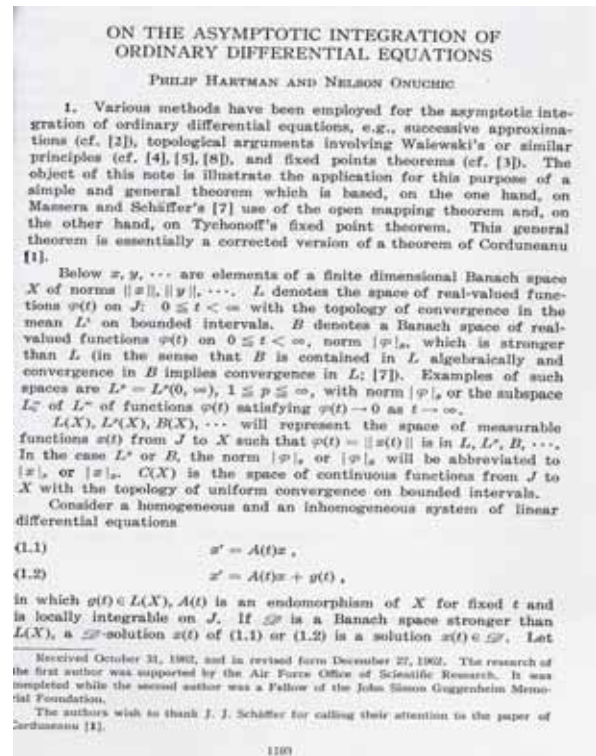 ON THE ASYMPTOTIC INTEGRATION OF
ORDINARY DIFFERENTIAL EQUATIONS
PHILIP HARTMAN AND NELSON ONUCHIC
1. Various methods have been employed for the asymptotic inte-
gration of ordinary differential equations, e.g., successive approxima-
tions (cf. [2]), topological arguments involving Walewski's or similar
principles (cf. [4], [5], [8]), and fixed points theorems (cf. [3]). The
object of this note is illustrate the application for this purpose of a
simple and general theorem which is based, on the one hand, on
Massera and Schäffer's [7] use of the open mapping theorem and, on
the other hand, on Tychonoff's fixed point theorem. This general
theorem is essentially a corrected version of a theorem of Corduneanu
[1].
Below x, y, ··· are elements of a finite dimensional Banach space
X of norms ||x||, ||y||, ···. L denotes the space of real-valued func-
tions φ(t) on J: 0 ≦ t < ∞ with the topology of convergence in the
mean L¹ on bounded intervals. B denotes a Banach space of real-
valued functions φ(t) on 0 ≦ t < ∞, norm |φ|_B, which is stronger
than L (in the sense that B is contained in L algebraically and
convergence in B implies convergence in L; [7]). Examples of such
spaces are Lᵖ = Lᵖ(0, ∞), 1 ≦ p ≦ ∞, with norm |φ|_p or the subspace
L₀^∞ of L^∞ of functions φ(t) satisfying φ(t) → 0 as t → ∞.
L(X), Lᵖ(X), B(X), ··· will represent the space of measurable
functions x(t) from J to X such that φ(t) = ||x(t)|| is in L, Lᵖ, B, ···.
In the case Lᵖ or B, the norm |φ|_p or |φ|_B will be abbreviated to
|x|_p or |x|_B. C(X) is the space of continuous functions from J to
X with the topology of uniform convergence on bounded intervals.
Consider a homogeneous and an inhomogeneous system of linear
differential equations
(1.1) x′ = A(t)x ,
(1.2) x′ = A(t)x + g(t) ,
in which g(t) ∈ L(X), A(t) is an endomorphism of X for fixed t and
is locally integrable on J. If 𝒟 is a Banach space stronger than
L(X), a 𝒟-solution x(t) of (1.1) or (1.2) is a solution x(t) ∈ 𝒟. Let
Received October 31, 1962, and in revised form December 27, 1962. The research of
the first author was supported by the Air Force Office of Scientific Research. It was
completed while the second author was a Fellow of the John Simon Guggenheim Memo-
rial Foundation.
The authors wish to thank J. J. Schäffer for calling their attention to the paper of
Corduneanu [1].